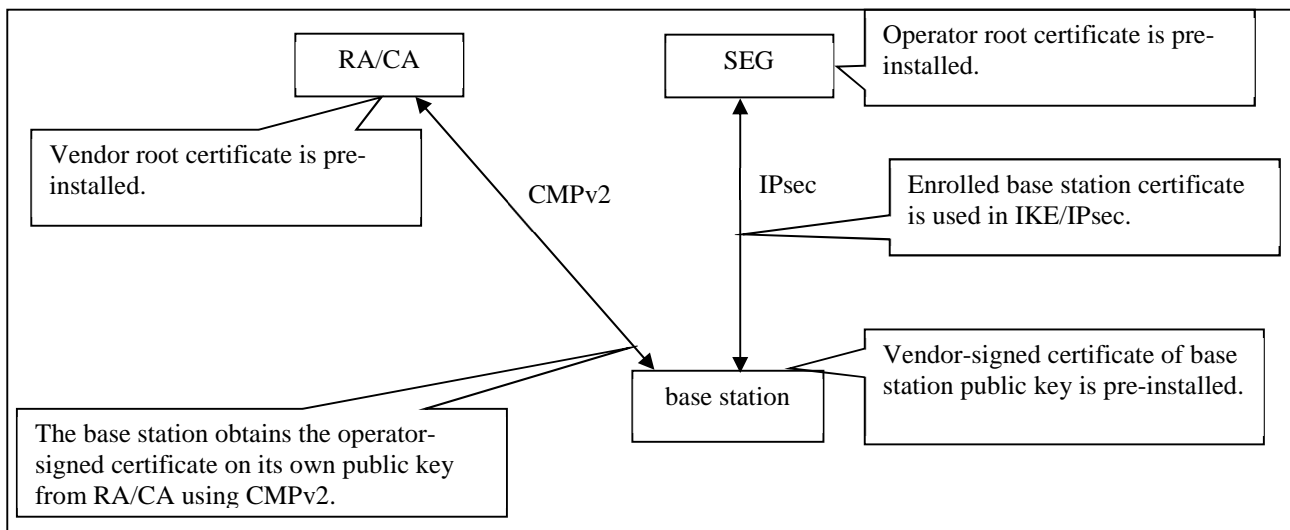 RA/CA
SEG
Operator root certificate is pre-
installed.
Vendor root certificate is pre-
installed.
CMPv2
IPsec
Enrolled base station certificate
is used in IKE/IPsec.
base station
Vendor-signed certificate of base
station public key is pre-installed.
The base station obtains the operator-
signed certificate on its own public key
from RA/CA using CMPv2.